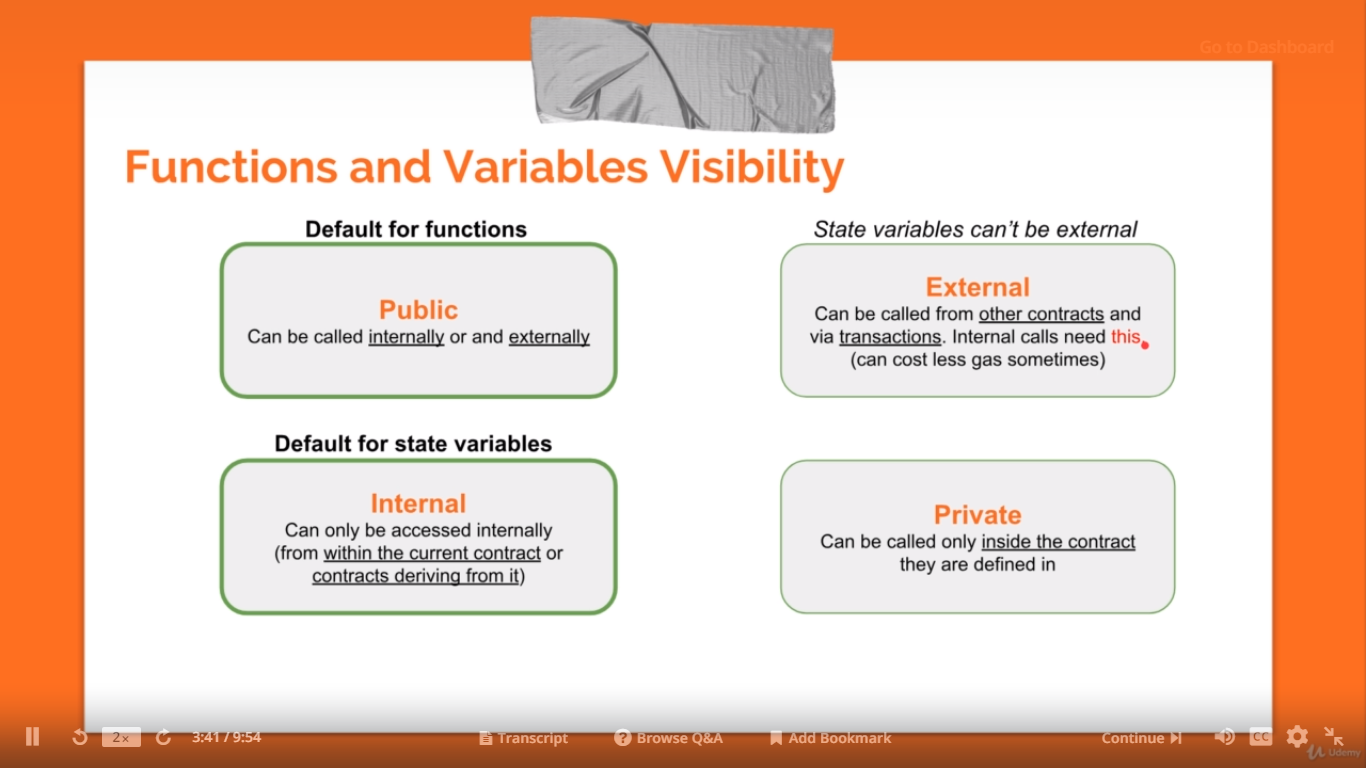 Go to Dashboard
Functions and Variables Visibility
Default for functions
Public
Can be called internally or and externally
State variables can't be external
External
Can be called from other contracts and
via transactions. Internal calls need this.
(can cost less gas sometimes)
Default for state variables
Internal
Can only be accessed internally
(from within the current contract or
contracts deriving from it)
Private
Can be called only inside the contract
they are defined in
2x
3:41 / 9:54
Transcript
Browse Q&A
Add Bookmark
Continue
CC
Udemy